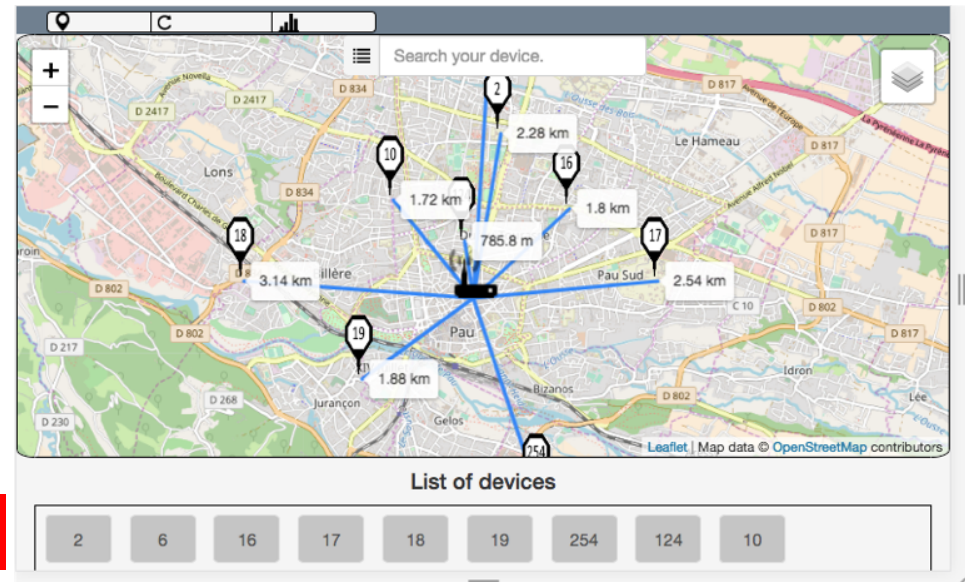 C
+
Search your device.
−
2
D 817
Avenue Novella
D 834
D 2417
D 2417
2.28 km
Le Hameau
D 817
10
16
Lons
D 834
1.72 km
1.8 km
D 817
18
785.8 m
17
3.14 km
Pau Sud
2.54 km
D 802
C 10
D 802
19
Pau
D 802
D 817
D 217
1.88 km
Idron
Bizanos
D 268
Jurançon
D 802
Lée
D 230
Gelos
254
Leaflet | Map data © OpenStreetMap contributors
List of devices
2 6 16 17 18 19 254 124 10